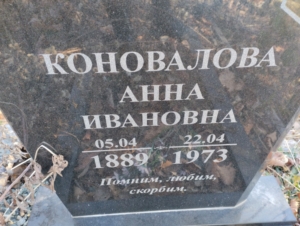 КОНОВАЛОВА
АННА
ИВАНОВНА
05.04 - 22.04
1889 1973
Помним, любим,
скорбим.